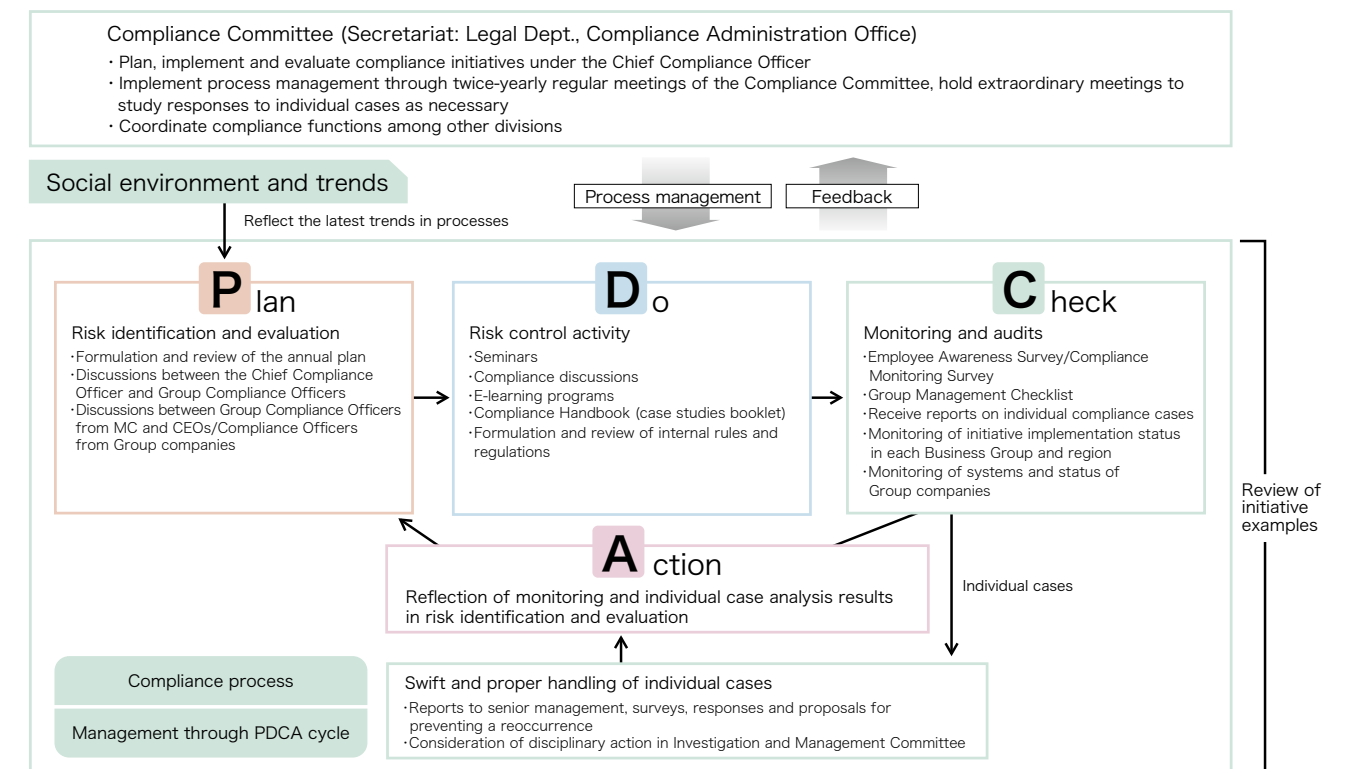 Compliance Committee (Secretariat: Legal Dept., Compliance Administration Office)
・Plan, implement and evaluate compliance initiatives under the Chief Compliance Officer
・Implement process management through twice-yearly regular meetings of the Compliance Committee, hold extraordinary meetings to
study responses to individual cases as necessary
・Coordinate compliance functions among other divisions
Social environment and trends
Process management
Feedback
Reflect the latest trends in processes
Plan
Risk identification and evaluation
・Formulation and review of the annual plan
・Discussions between the Chief Compliance
Officer and Group Compliance Officers
・Discussions between Group Compliance Officers
from MC and CEOs/Compliance Officers
from Group companies
Do
Risk control activity
・Seminars
・Compliance discussions
・E-learning programs
・Compliance Handbook (case studies booklet)
・Formulation and review of internal rules and
regulations
Check
Monitoring and audits
・Employee Awareness Survey/Compliance
Monitoring Survey
・Group Management Checklist
・Receive reports on individual compliance cases
・Monitoring of initiative implementation status
in each Business Group and region
・Monitoring of systems and status of
Group companies
Review of
initiative
examples
Action
Reflection of monitoring and individual case analysis results
in risk identification and evaluation
Individual cases
Compliance process
Management through PDCA cycle
Swift and proper handling of individual cases
・Reports to senior management, surveys, responses and proposals for
preventing a reoccurrence
・Consideration of disciplinary action in Investigation and Management Committee